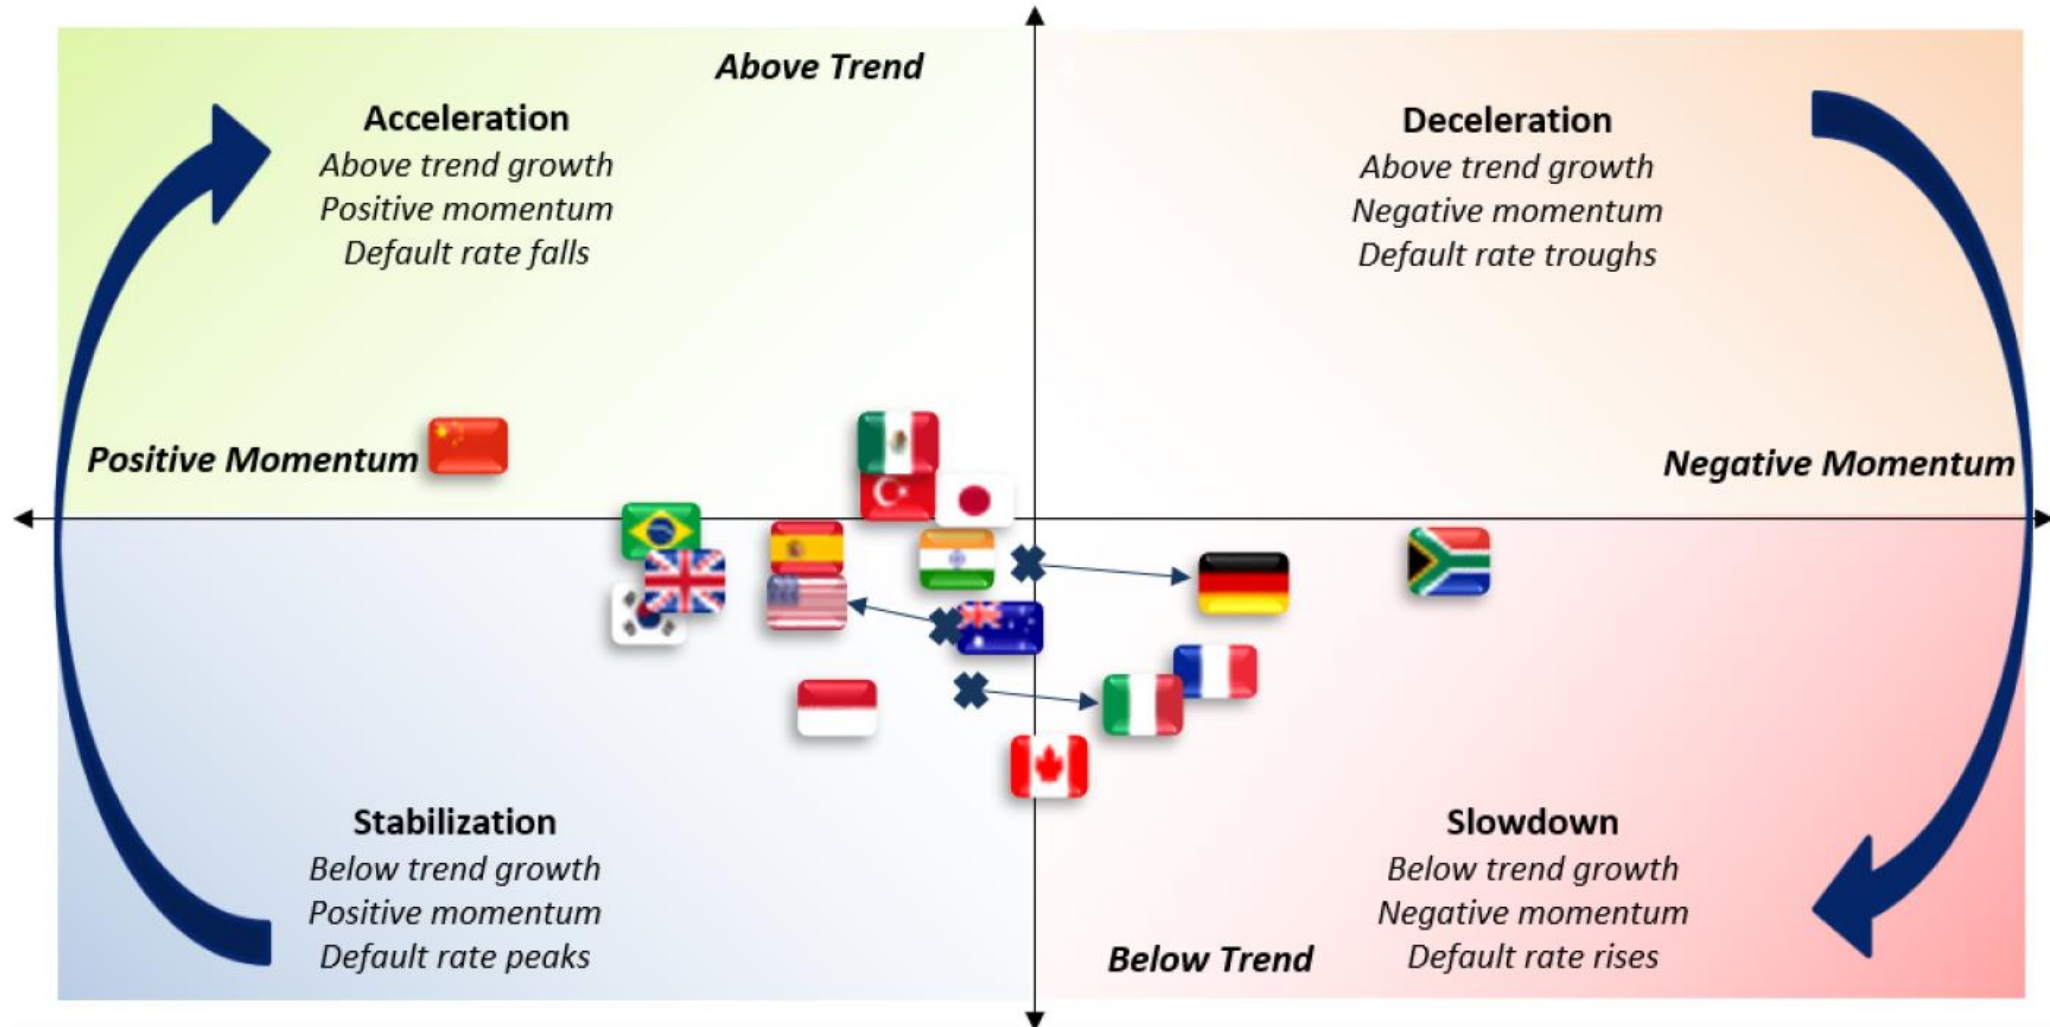 Above Trend
Acceleration
Above trend growth
Positive momentum
Default rate falls
Deceleration
Above trend growth
Negative momentum
Default rate troughs
Positive Momentum
Negative Momentum
Stabilization
Below trend growth
Positive momentum
Default rate peaks
Slowdown
Below trend growth
Negative momentum
Default rate rises
Below Trend